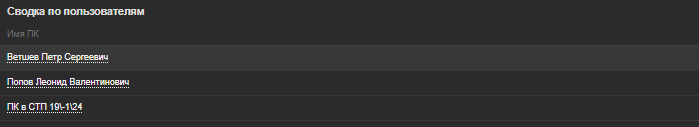 Сводка по пользователям
Имя ПК
Ветшев Петр Сергеевич
Попов Леонид Валентинович
ПК в СТП 19\-1\24